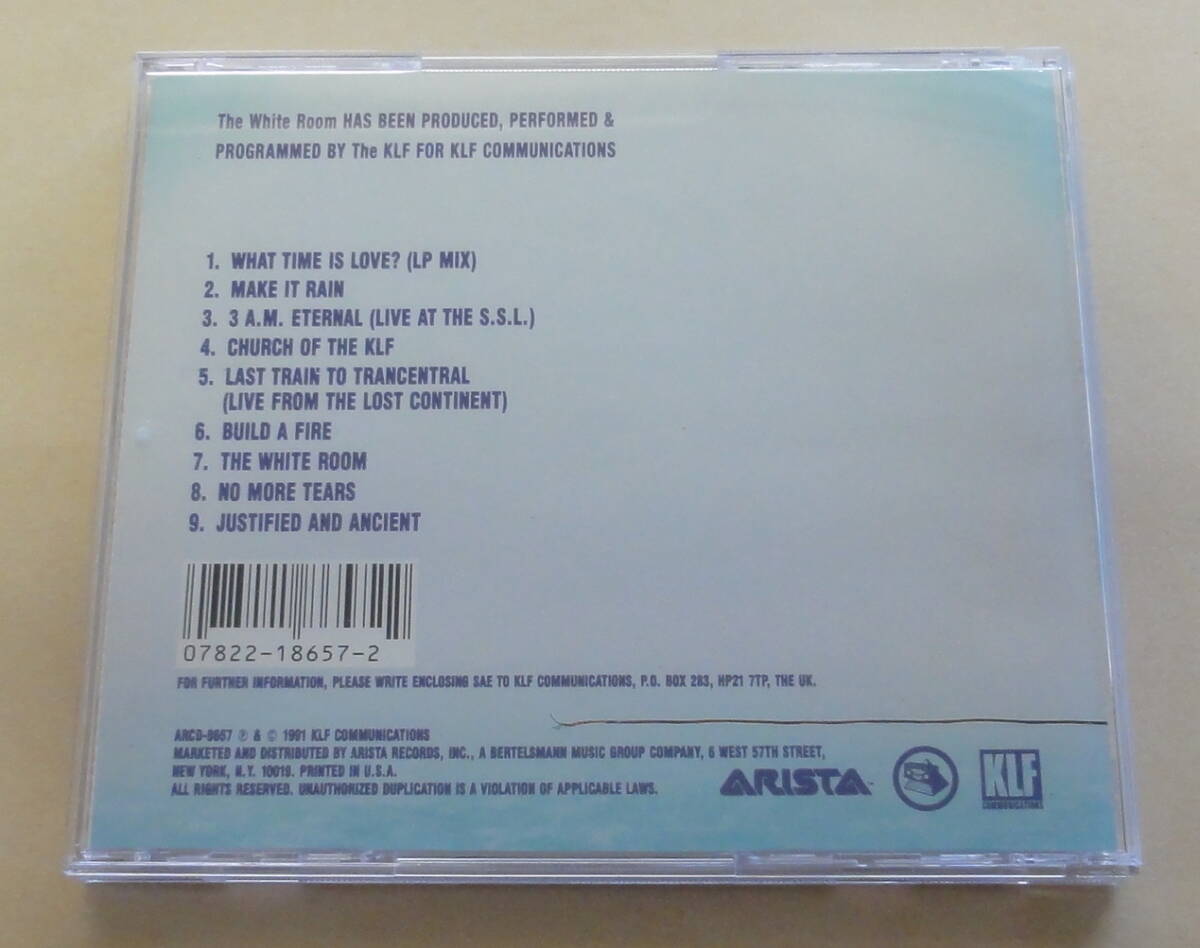 The White Room HAS BEEN PRODUCED, PERFORMED &
PROGRAMMED BY The KLF FOR KLF COMMUNICATIONS
1. WHAT TIME IS LOVE? (LP MIX)
2. MAKE IT RAIN
3. 3 A.M. ETERNAL (LIVE AT THE S.S.L.)
4. CHURCH OF THE KLF
5. LAST TRAIN TO TRANCENTRAL
(LIVE FROM THE LOST CONTINENT)
6. BUILD A FIRE
7. THE WHITE ROOM
8. NO MORE TEARS
9. JUSTIFIED AND ANCIENT
07822-18657-2
FOR FURTHER INFORMATION, PLEASE WRITE ENCLOSING SAE TO KLF COMMUNICATIONS, P.O. BOX 283, HP21 7TP, THE UK.
ARCD-8657 ℗ & © 1991 KLF COMMUNICATIONS
MARKETED AND DISTRIBUTED BY ARISTA RECORDS, INC., A BERTELSMANN MUSIC GROUP COMPANY, 6 WEST 57TH STREET,
NEW YORK, N.Y. 10019. PRINTED IN U.S.A.
ALL RIGHTS RESERVED. UNAUTHORIZED DUPLICATION IS A VIOLATION OF APPLICABLE LAWS.
ARISTA™
KLF
COMMUNICATIONS